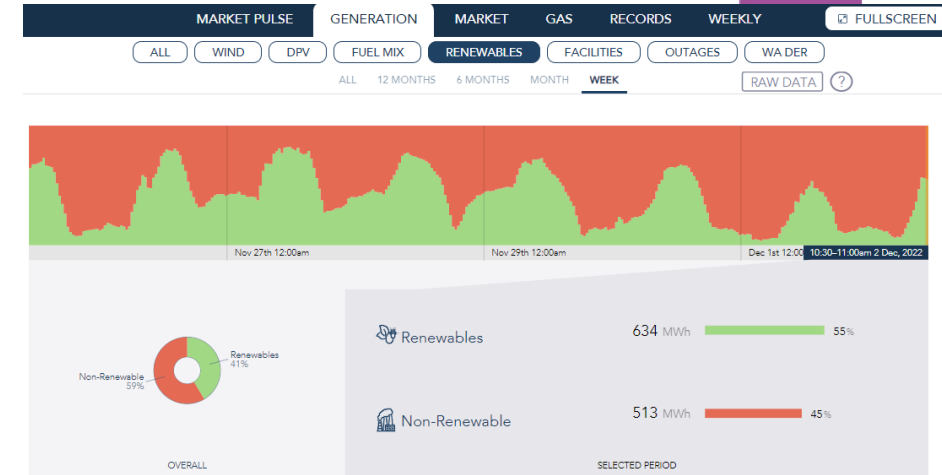 MARKET PULSE GENERATION MARKET GAS RECORDS WEEKLY FULLSCREEN
ALL WIND DPV FUEL MIX RENEWABLES FACILITIES OUTAGES WA DER
ALL 12 MONTHS 6 MONTHS MONTH WEEK RAW DATA ?
Nov 27th 12:00am Nov 29th 12:00am Dec 1st 12:00 10:30–11:00am 2 Dec, 2022
Renewables 634 MWh 55%
Renewables
41%
Non-Renewable
59%
Non-Renewable 513 MWh 45%
OVERALL SELECTED PERIOD